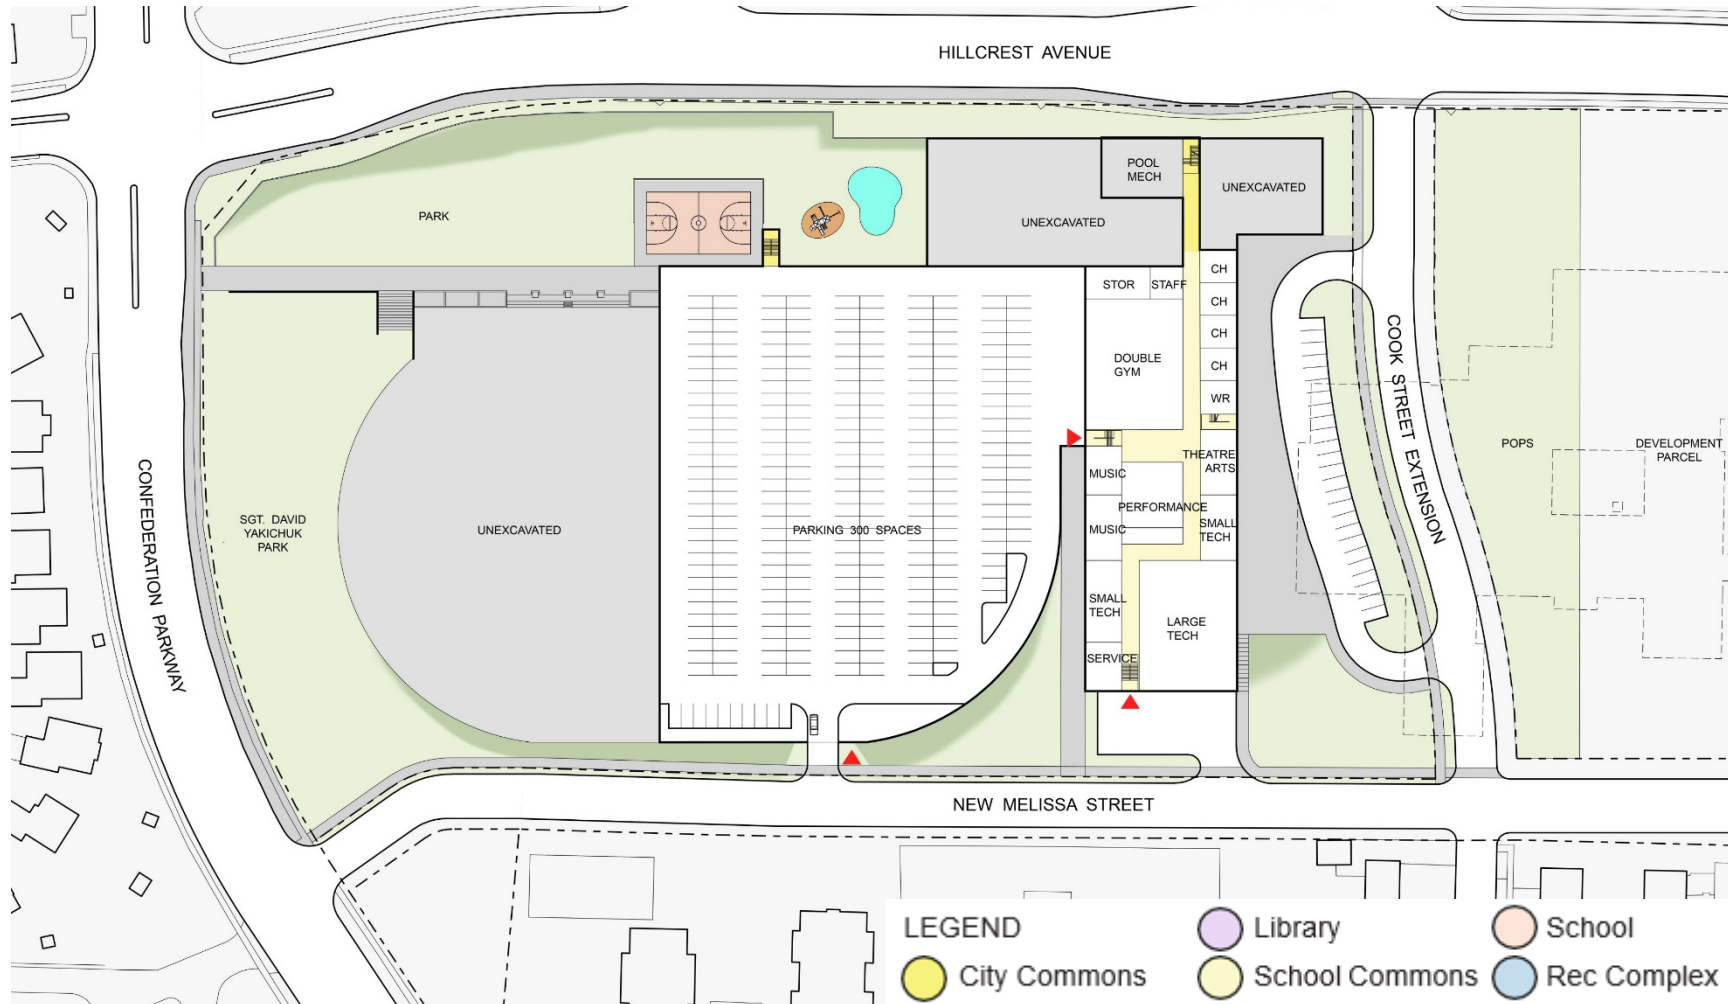 HILLCREST AVENUE
POOL
MECH
UNEXCAVATED
UNEXCAVATED
PARK
STOR
STAFF
CH
CH
CH
CH
WR
DOUBLE
GYM
THEATRE
ARTS
MUSIC
PERFORMANCE
MUSIC
SMALL
TECH
SMALL
TECH
LARGE
TECH
SERVICE
PARKING 300 SPACES
UNEXCAVATED
SGT. DAVID
YAKICHUK
PARK
CONFEDERATION PARKWAY
COOK STREET EXTENSION
POPS
DEVELOPMENT
PARCEL
NEW MELISSA STREET
LEGEND
Library
School
City Commons
School Commons
Rec Complex